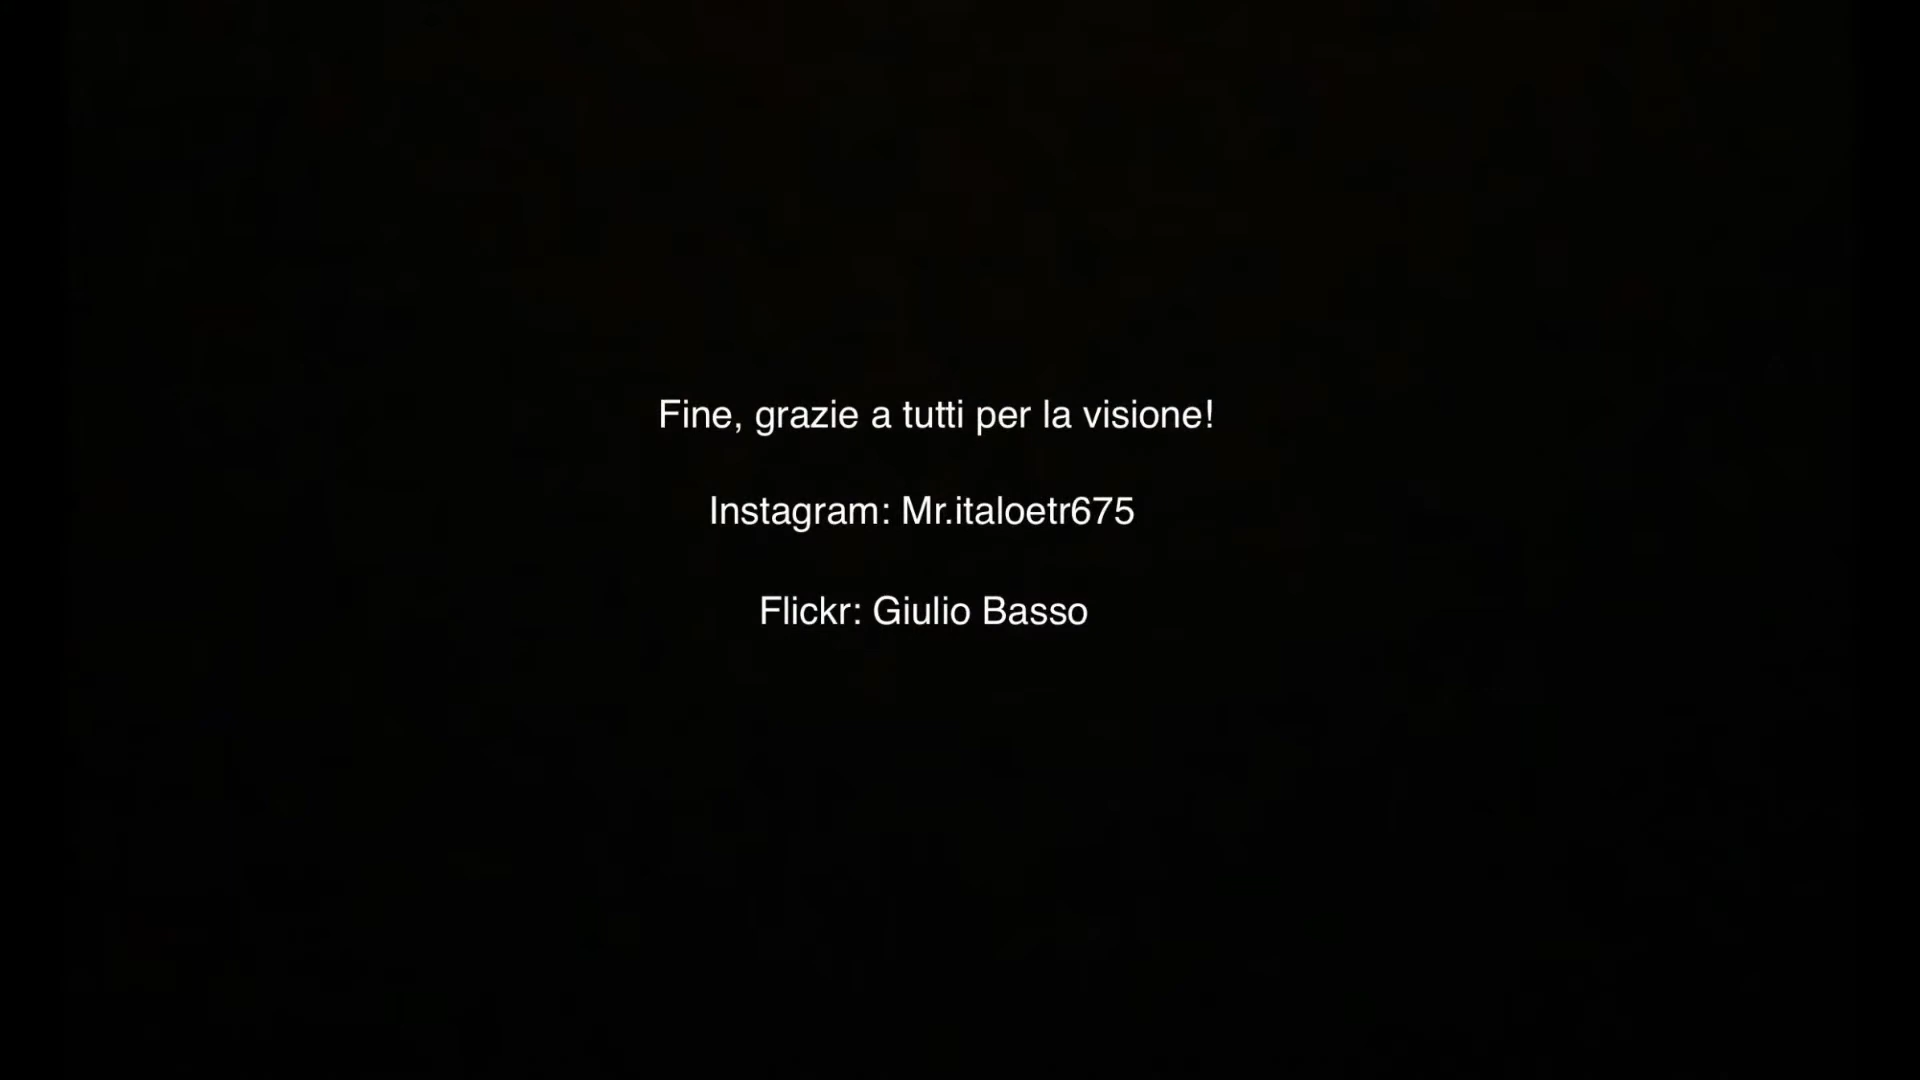 Fine, grazie a tutti per la visione!
Instagram: Mr.italoetr675
Flickr: Giulio Basso